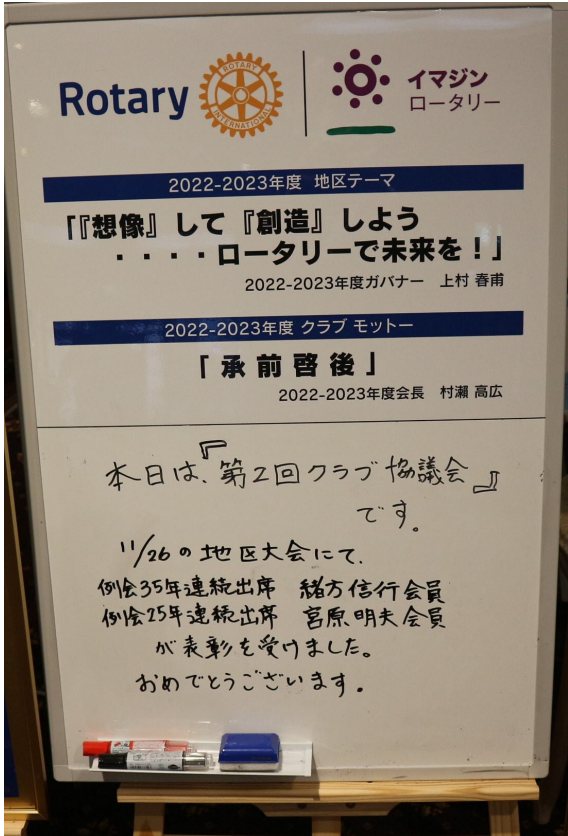 Rotary
ROTARY
INTERNATIONAL
イマジン
ロータリー
2022-2023年度 地区テーマ
「『想像』して『創造』しよう
・・・・ロータリーで未来を！」
2022-2023年度ガバナー 上村 春甫
2022-2023年度 クラブ モットー
「承前啓後」
2022-2023年度会長 村瀬 高広
本日は、『第2回クラブ協議会』
です。
11/26の地区大会にて、
例会35年連続出席 緒方信行会員
例会25年連続出席 宮原明夫会員
が表彰を受けました。
おめでとうございます。